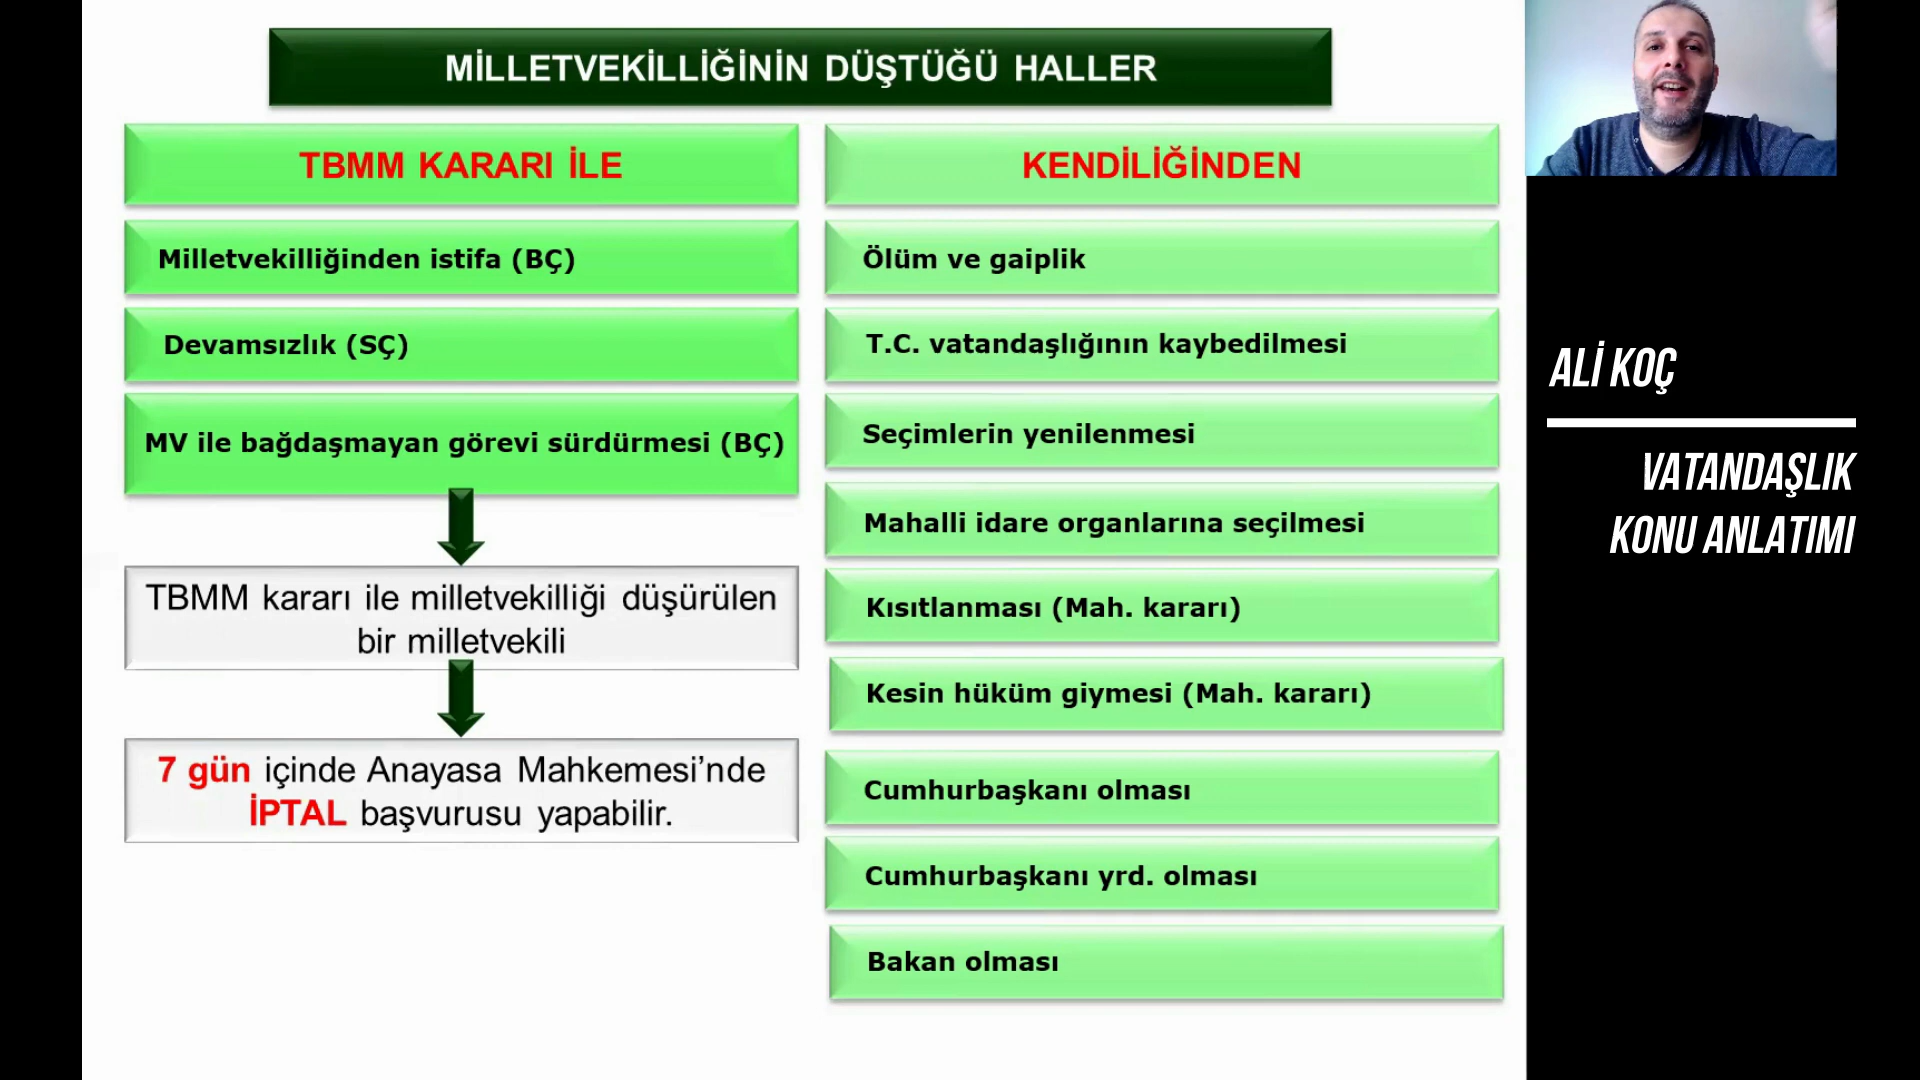 MİLLETVEKİLLİĞİNİN DÜŞTÜĞÜ HALLER
TBMM KARARI İLE
Milletvekilliğinden istifa (BÇ)
Devamsızlık (SÇ)
MV ile bağdaşmayan görevi sürdürmesi (BÇ)
TBMM kararı ile milletvekilliği düşürülen
bir milletvekili
7 gün içinde Anayasa Mahkemesi’nde
İPTAL başvurusu yapabilir.
KENDİLİĞİNDEN
Ölüm ve gaiplik
T.C. vatandaşlığının kaybedilmesi
Seçimlerin yenilenmesi
Mahalli idare organlarına seçilmesi
Kısıtlanması (Mah. kararı)
Kesin hüküm giymesi (Mah. kararı)
Cumhurbaşkanı olması
Cumhurbaşkanı yrd. olması
Bakan olması
ALİ KOÇ
VATANDAŞLIK
KONU ANLATIMI